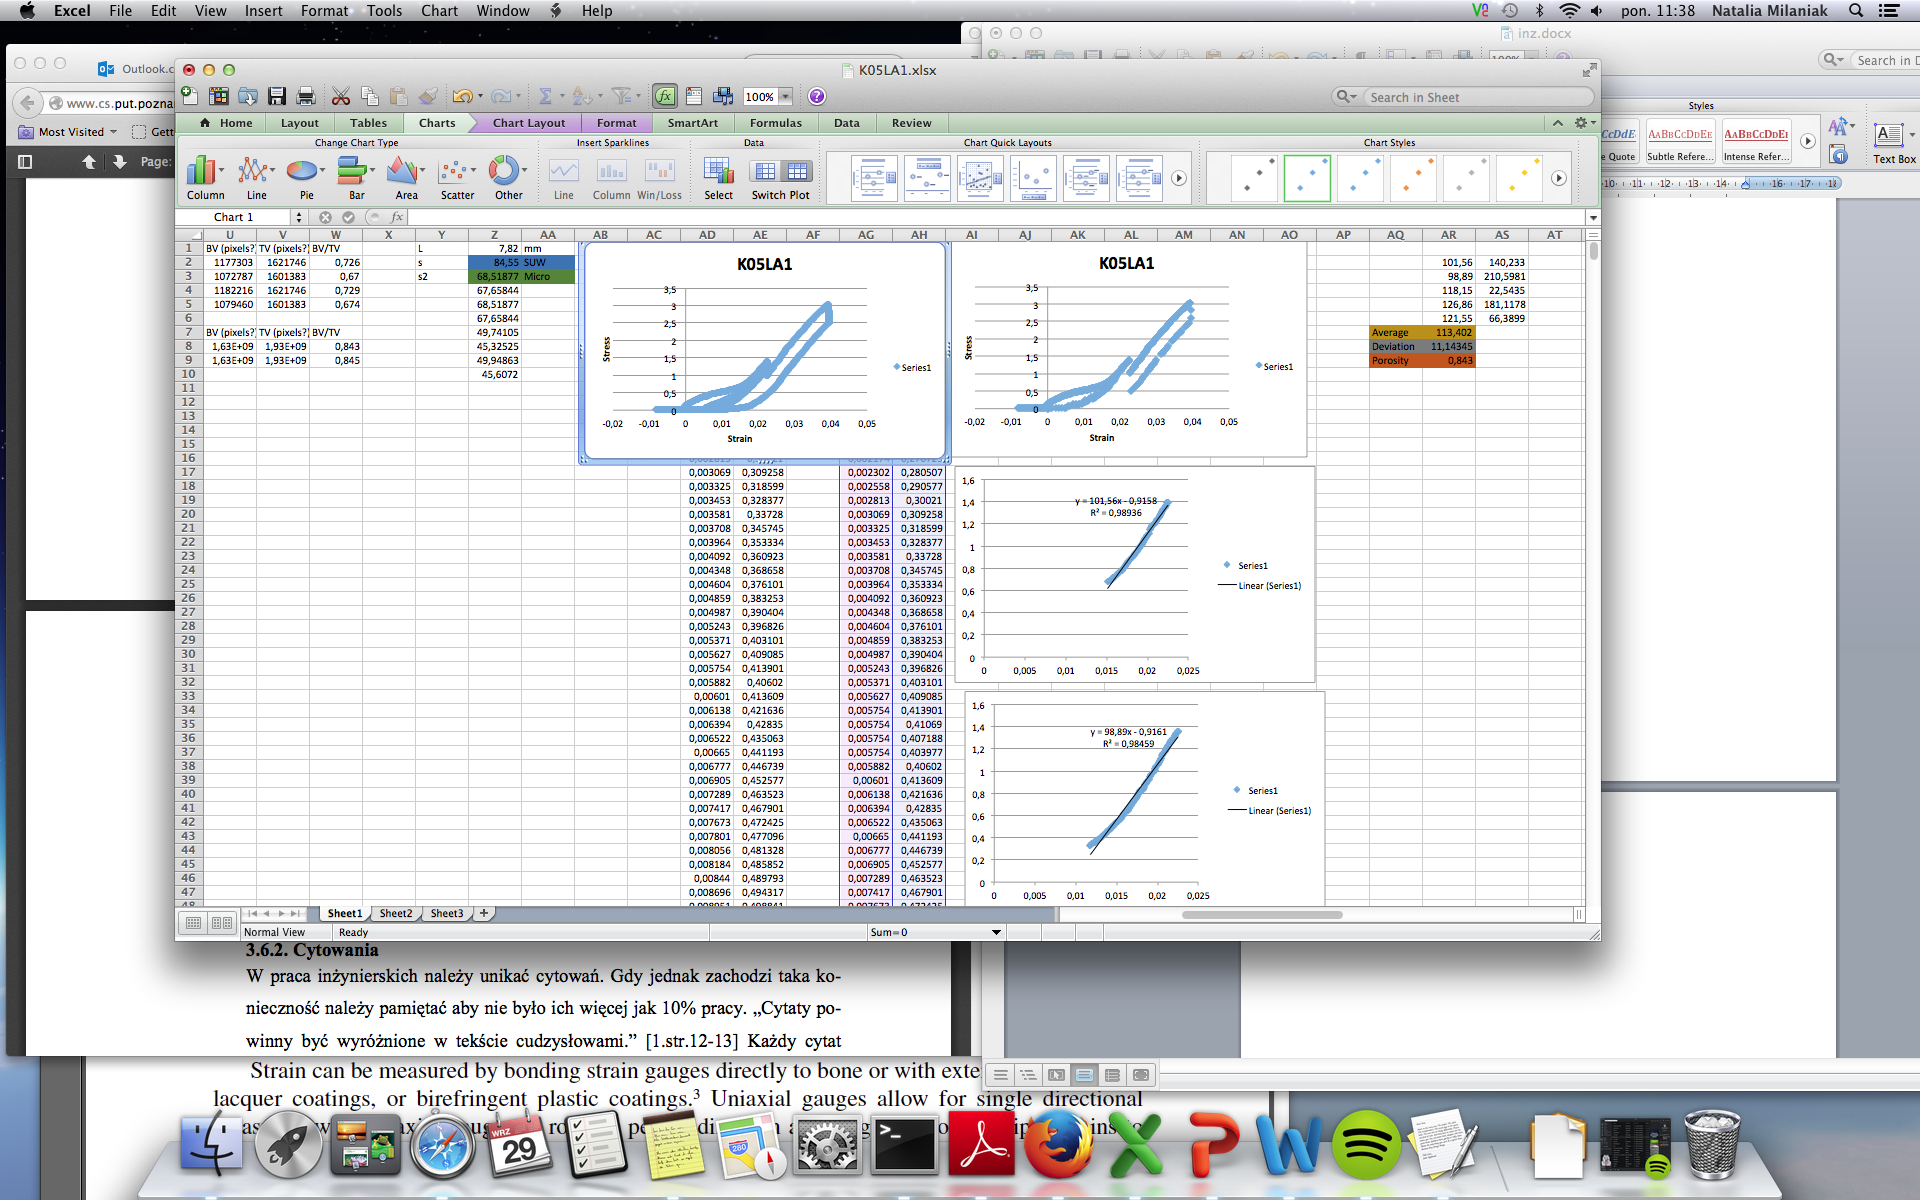 Excel File Edit View Insert Format Tools Chart Window Help pon. 11:38 Natalia Milaniak
inz.docx
Outlook.c
www.cs.put.pozna
Most Visited Gett
Page:
Search in D
Styles
Subtle Refere... Intense Refer... Text Box
K05LA1.xlsx
100% Search in Sheet
Home Layout Tables Charts Chart Layout Format SmartArt Formulas Data Review
Change Chart Type Insert Sparklines Data Chart Quick Layouts Chart Styles
Column Line Pie Bar Area Scatter Other Line Column Win/Loss Select Switch Plot
Chart 1 fx
U V W X Y Z AA AB AC AD AE AF AG AH AI AJ AK AL AM AN AO AP AQ AR AS AT
1 BV (pixels?) TV (pixels?) BV/TV L 7,82 mm
2 1177303 1621746 0,726 s 84,55 SUW 101,56 140,233
3 1072787 1601383 0,67 s2 68,51877 Micro 98,89 210,5981
4 1182216 1621746 0,729 67,65844 118,15 22,5435
5 1079460 1601383 0,674 68,51877 126,86 181,1178
6 67,65844 121,55 66,3899
7 BV (pixels?) TV (pixels?) BV/TV 49,74105 Average 113,402
8 1,63E+09 1,93E+09 0,843 45,32525 Deviation 11,14345
9 1,63E+09 1,93E+09 0,845 49,94863 Porosity 0,843
10 45,6072
11
12
13
14
15
16
K05LA1
3,5
3
2,5
2
1,5
1
0,5
0
-0,02 -0,01 0 0,01 0,02 0,03 0,04 0,05
Stress
Strain
Series1
K05LA1
3,5
3
2,5
2
1,5
1
0,5
0
-0,02 -0,01 0 0,01 0,02 0,03 0,04 0,05
Stress
Strain
Series1
17 0,003069 0,309258 0,002302 0,280507
18 0,003325 0,318599 0,002558 0,290577
19 0,003453 0,328377 0,002813 0,30021
20 0,003581 0,33728 0,003069 0,309258
21 0,003708 0,345745 0,003325 0,318599
22 0,003964 0,353334 0,003453 0,328377
23 0,004092 0,360923 0,003581 0,33728
24 0,004348 0,368658 0,003708 0,345745
25 0,004604 0,376101 0,003964 0,353334
26 0,004859 0,383253 0,004092 0,360923
27 0,004987 0,390404 0,004348 0,368658
28 0,005243 0,396826 0,004604 0,376101
29 0,005371 0,403101 0,004859 0,383253
30 0,005627 0,409085 0,004987 0,390404
31 0,005754 0,413901 0,005243 0,396826
32 0,005882 0,40602 0,005371 0,403101
33 0,00601 0,413609 0,005627 0,409085
34 0,006138 0,421636 0,005754 0,413901
35 0,006394 0,42835 0,005754 0,41069
36 0,006522 0,435063 0,005754 0,407188
37 0,00665 0,441193 0,005754 0,403977
38 0,006777 0,446739 0,005882 0,40602
39 0,006905 0,452577 0,00601 0,413609
40 0,007289 0,463523 0,006138 0,421636
41 0,007417 0,467901 0,006394 0,42835
42 0,007673 0,472425 0,006522 0,435063
43 0,007801 0,477096 0,00665 0,441193
44 0,008056 0,481328 0,006777 0,446739
45 0,008184 0,485852 0,006905 0,452577
46 0,00844 0,489793 0,007289 0,463523
47 0,008696 0,494317 0,007417 0,467901
1,6
1,4
1,2
1
0,8
0,6
0,4
0,2
0
0 0,005 0,01 0,015 0,02 0,025
y = 101,56x - 0,9158
R² = 0,98936
Series1
Linear (Series1)
1,6
1,4
1,2
1
0,8
0,6
0,4
0,2
0
0 0,005 0,01 0,015 0,02 0,025
y = 98,89x - 0,9161
R² = 0,98459
Series1
Linear (Series1)
Sheet1 Sheet2 Sheet3
Normal View Ready Sum=0
3.6.2. Cytowania
W praca inżynierskich należy unikać cytowań. Gdy jednak zachodzi taka ko-
nieczność należy pamiętać aby nie było ich więcej jak 10% pracy. „Cytaty po-
winny być wyróżnione w tekście cudzysłowami.” [1.str.12-13] Każdy cytat
Strain can be measured by bonding strain gauges directly to bone or with exte
lacquer coatings, or birefringent plastic coatings.³ Uniaxial gauges allow for single directional
WRZ
29